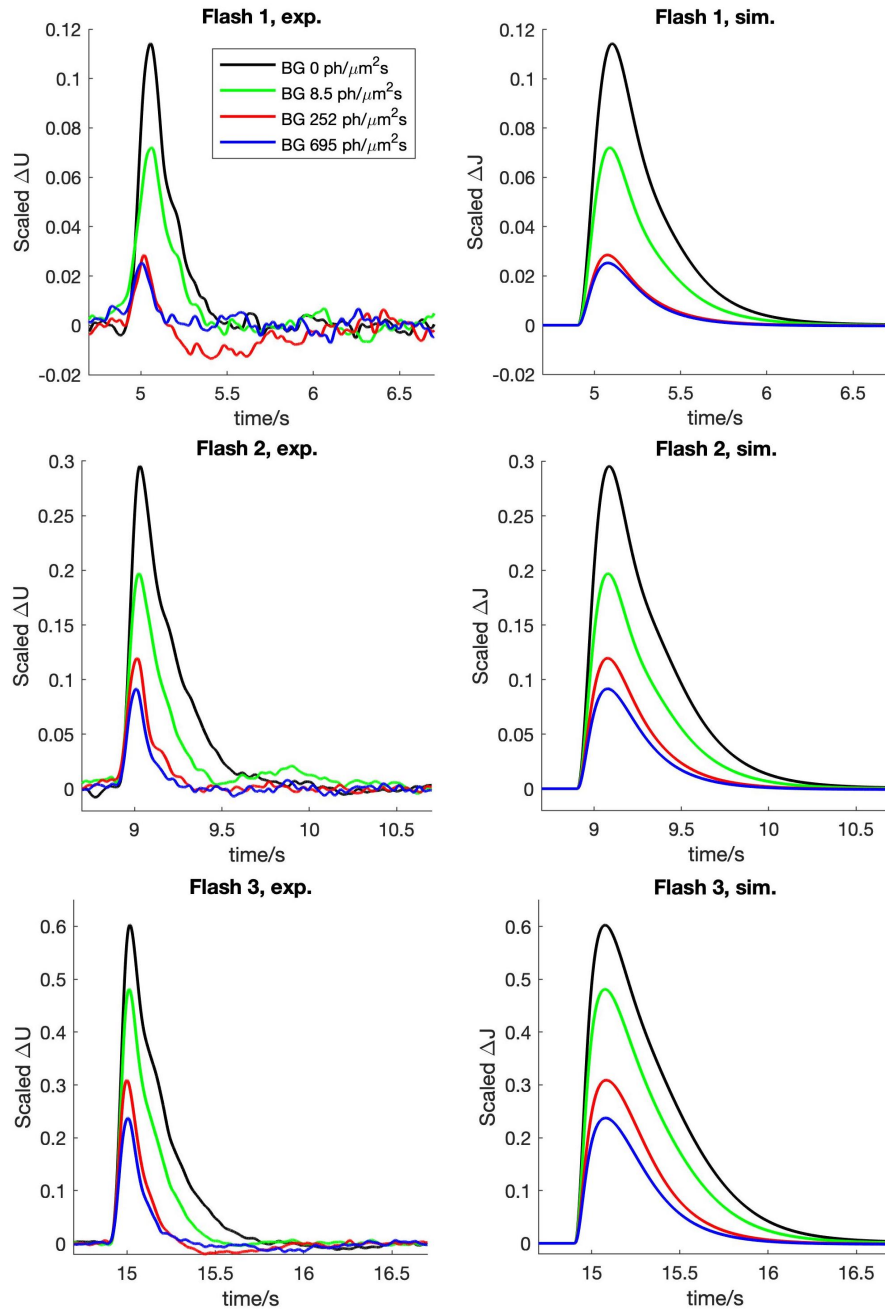 Flash 1, exp.
0.12
0.1
0.08
0.06
0.04
0.02
0
-0.02
Scaled ΔU
BG 0 ph/μm²s
BG 8.5 ph/μm²s
BG 252 ph/μm²s
BG 695 ph/μm²s
5 5.5 6 6.5
time/s
Flash 1, sim.
0.12
0.1
0.08
0.06
0.04
0.02
0
-0.02
Scaled ΔJ
5 5.5 6 6.5
time/s
Flash 2, exp.
0.3
0.25
0.2
0.15
0.1
0.05
0
Scaled ΔU
9 9.5 10 10.5
time/s
Flash 2, sim.
0.3
0.25
0.2
0.15
0.1
0.05
0
Scaled ΔJ
9 9.5 10 10.5
time/s
Flash 3, exp.
0.6
0.5
0.4
0.3
0.2
0.1
0
Scaled ΔU
15 15.5 16 16.5
time/s
Flash 3, sim.
0.6
0.5
0.4
0.3
0.2
0.1
0
Scaled ΔJ
15 15.5 16 16.5
time/s